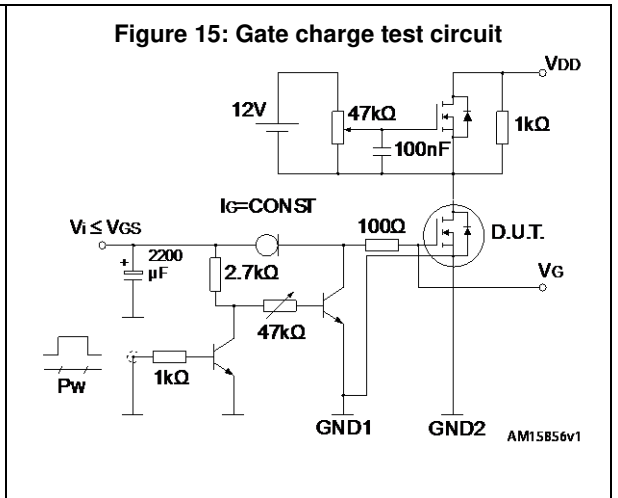 Figure 15: Gate charge test circuit
VDD
12V
47kΩ
1kΩ
100nF
IG=CONST
Vi ≤ VGS
100Ω
D.U.T.
2200
+
µF
2.7kΩ
VG
47kΩ
1kΩ
Pw
GND1
GND2
AM15856v1